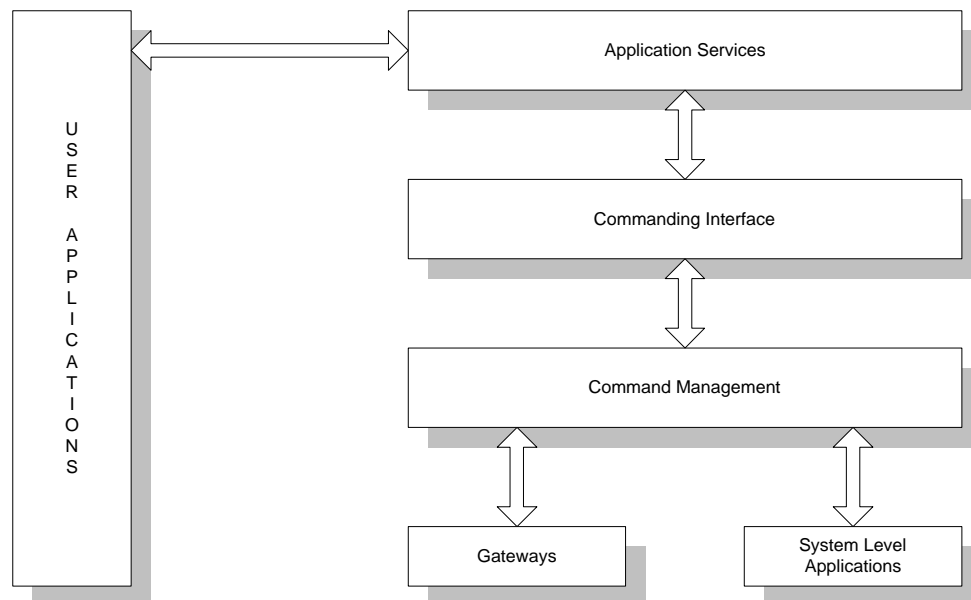 USER APPLICATIONS
Application Services
Commanding Interface
Command Management
Gateways
System Level
Applications